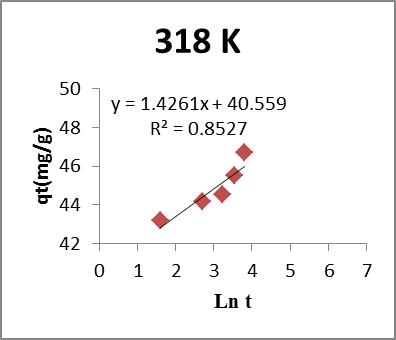 318 K
y = 1.4261x + 40.559
R² = 0.8527
qt(mg/g)
50
48
46
44
42
0 1 2 3 4 5 6 7
Ln t